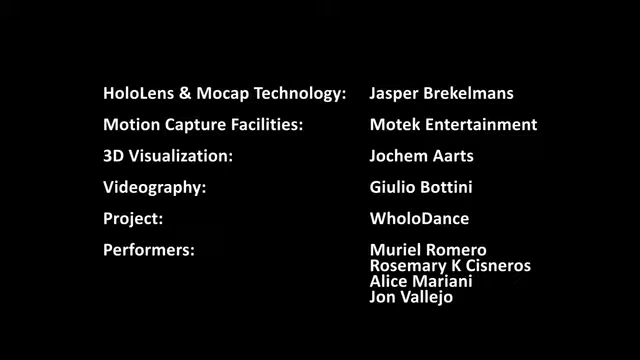 HoloLens & Mocap Technology: Jasper Brekelmans
Motion Capture Facilities: Motek Entertainment
3D Visualization: Jochem Aarts
Videography: Giulio Bottini
Project: WholoDance
Performers: Muriel Romero
Rosemary K Cisneros
Alice Mariani
Jon Vallejo